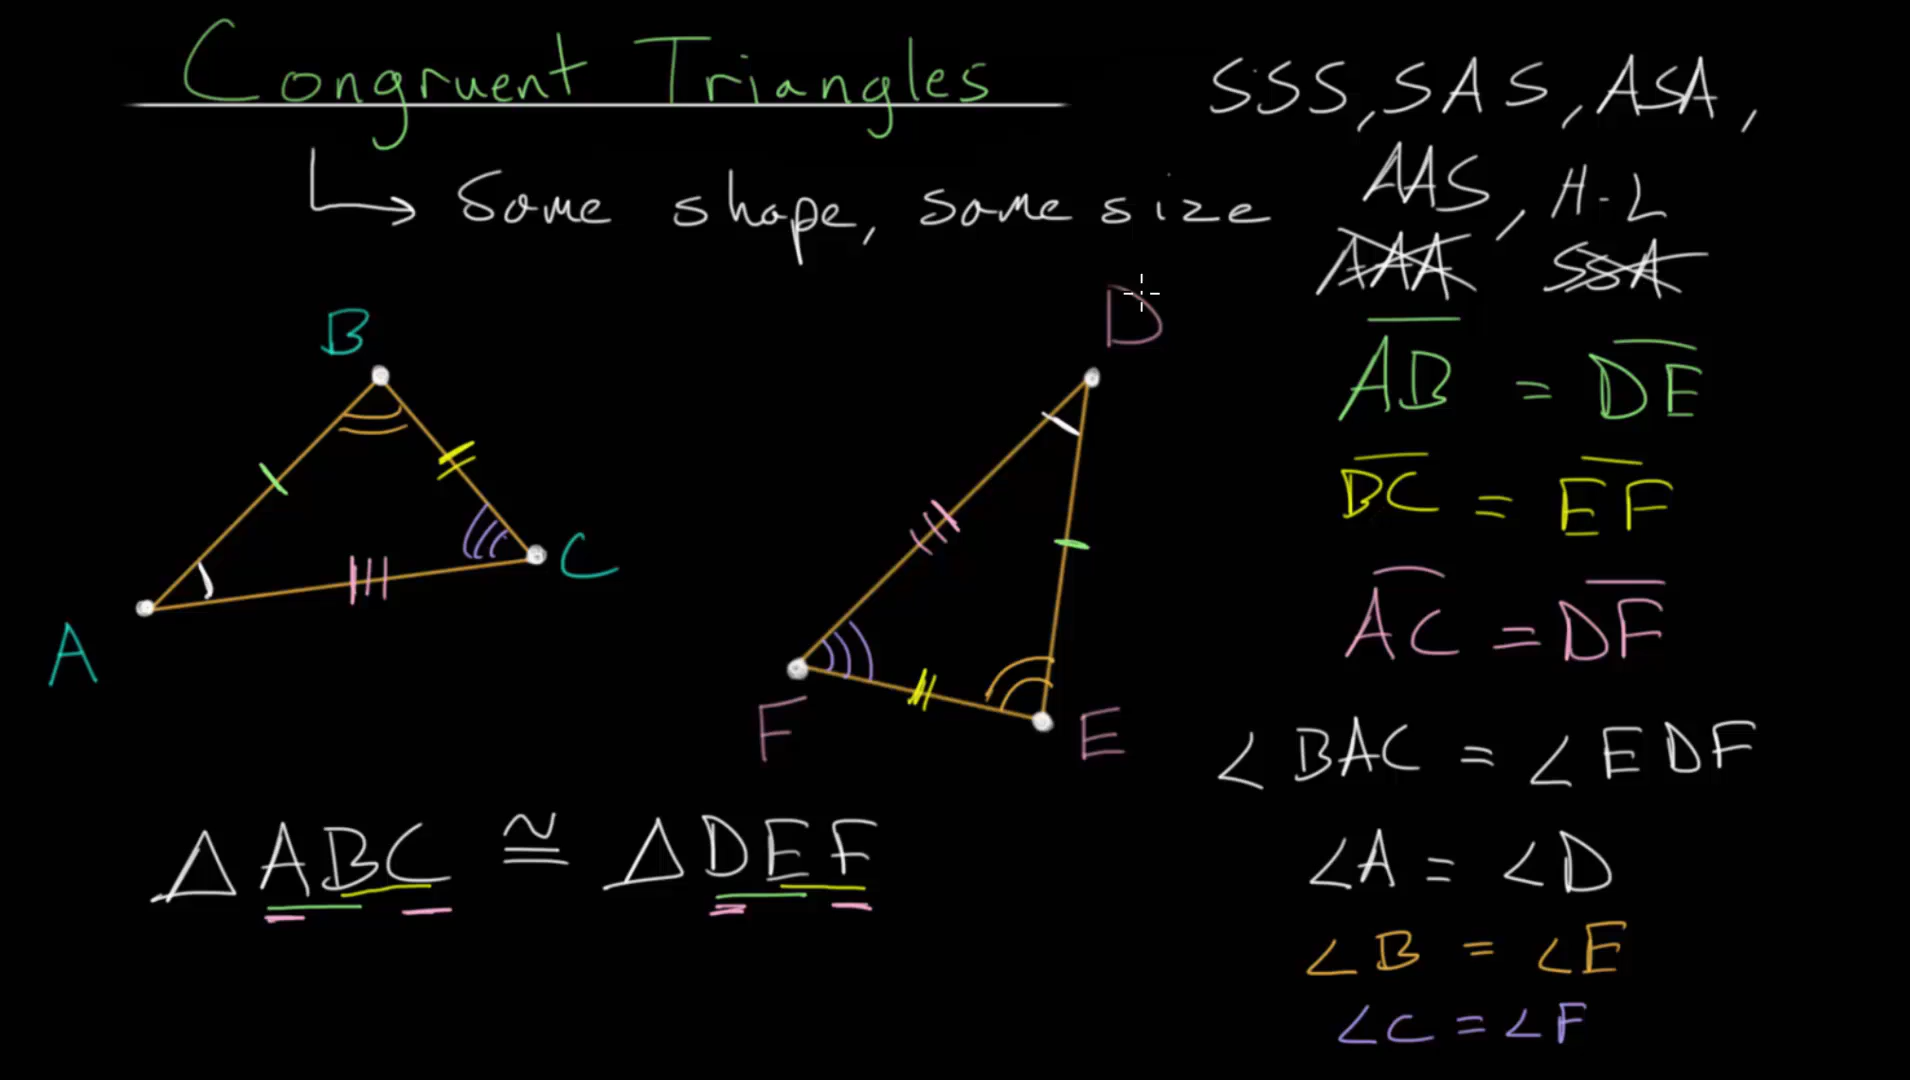 Congruent Triangles
↳ Same shape, same size
SSS, SAS, ASA,
AAS, H-L
AAA SSA
B
A
C
D
F
E
△ABC ≅ △DEF
AB = DE
BC = EF
AC = DF
∠BAC = ∠EDF
∠A = ∠D
∠B = ∠E
∠C = ∠F